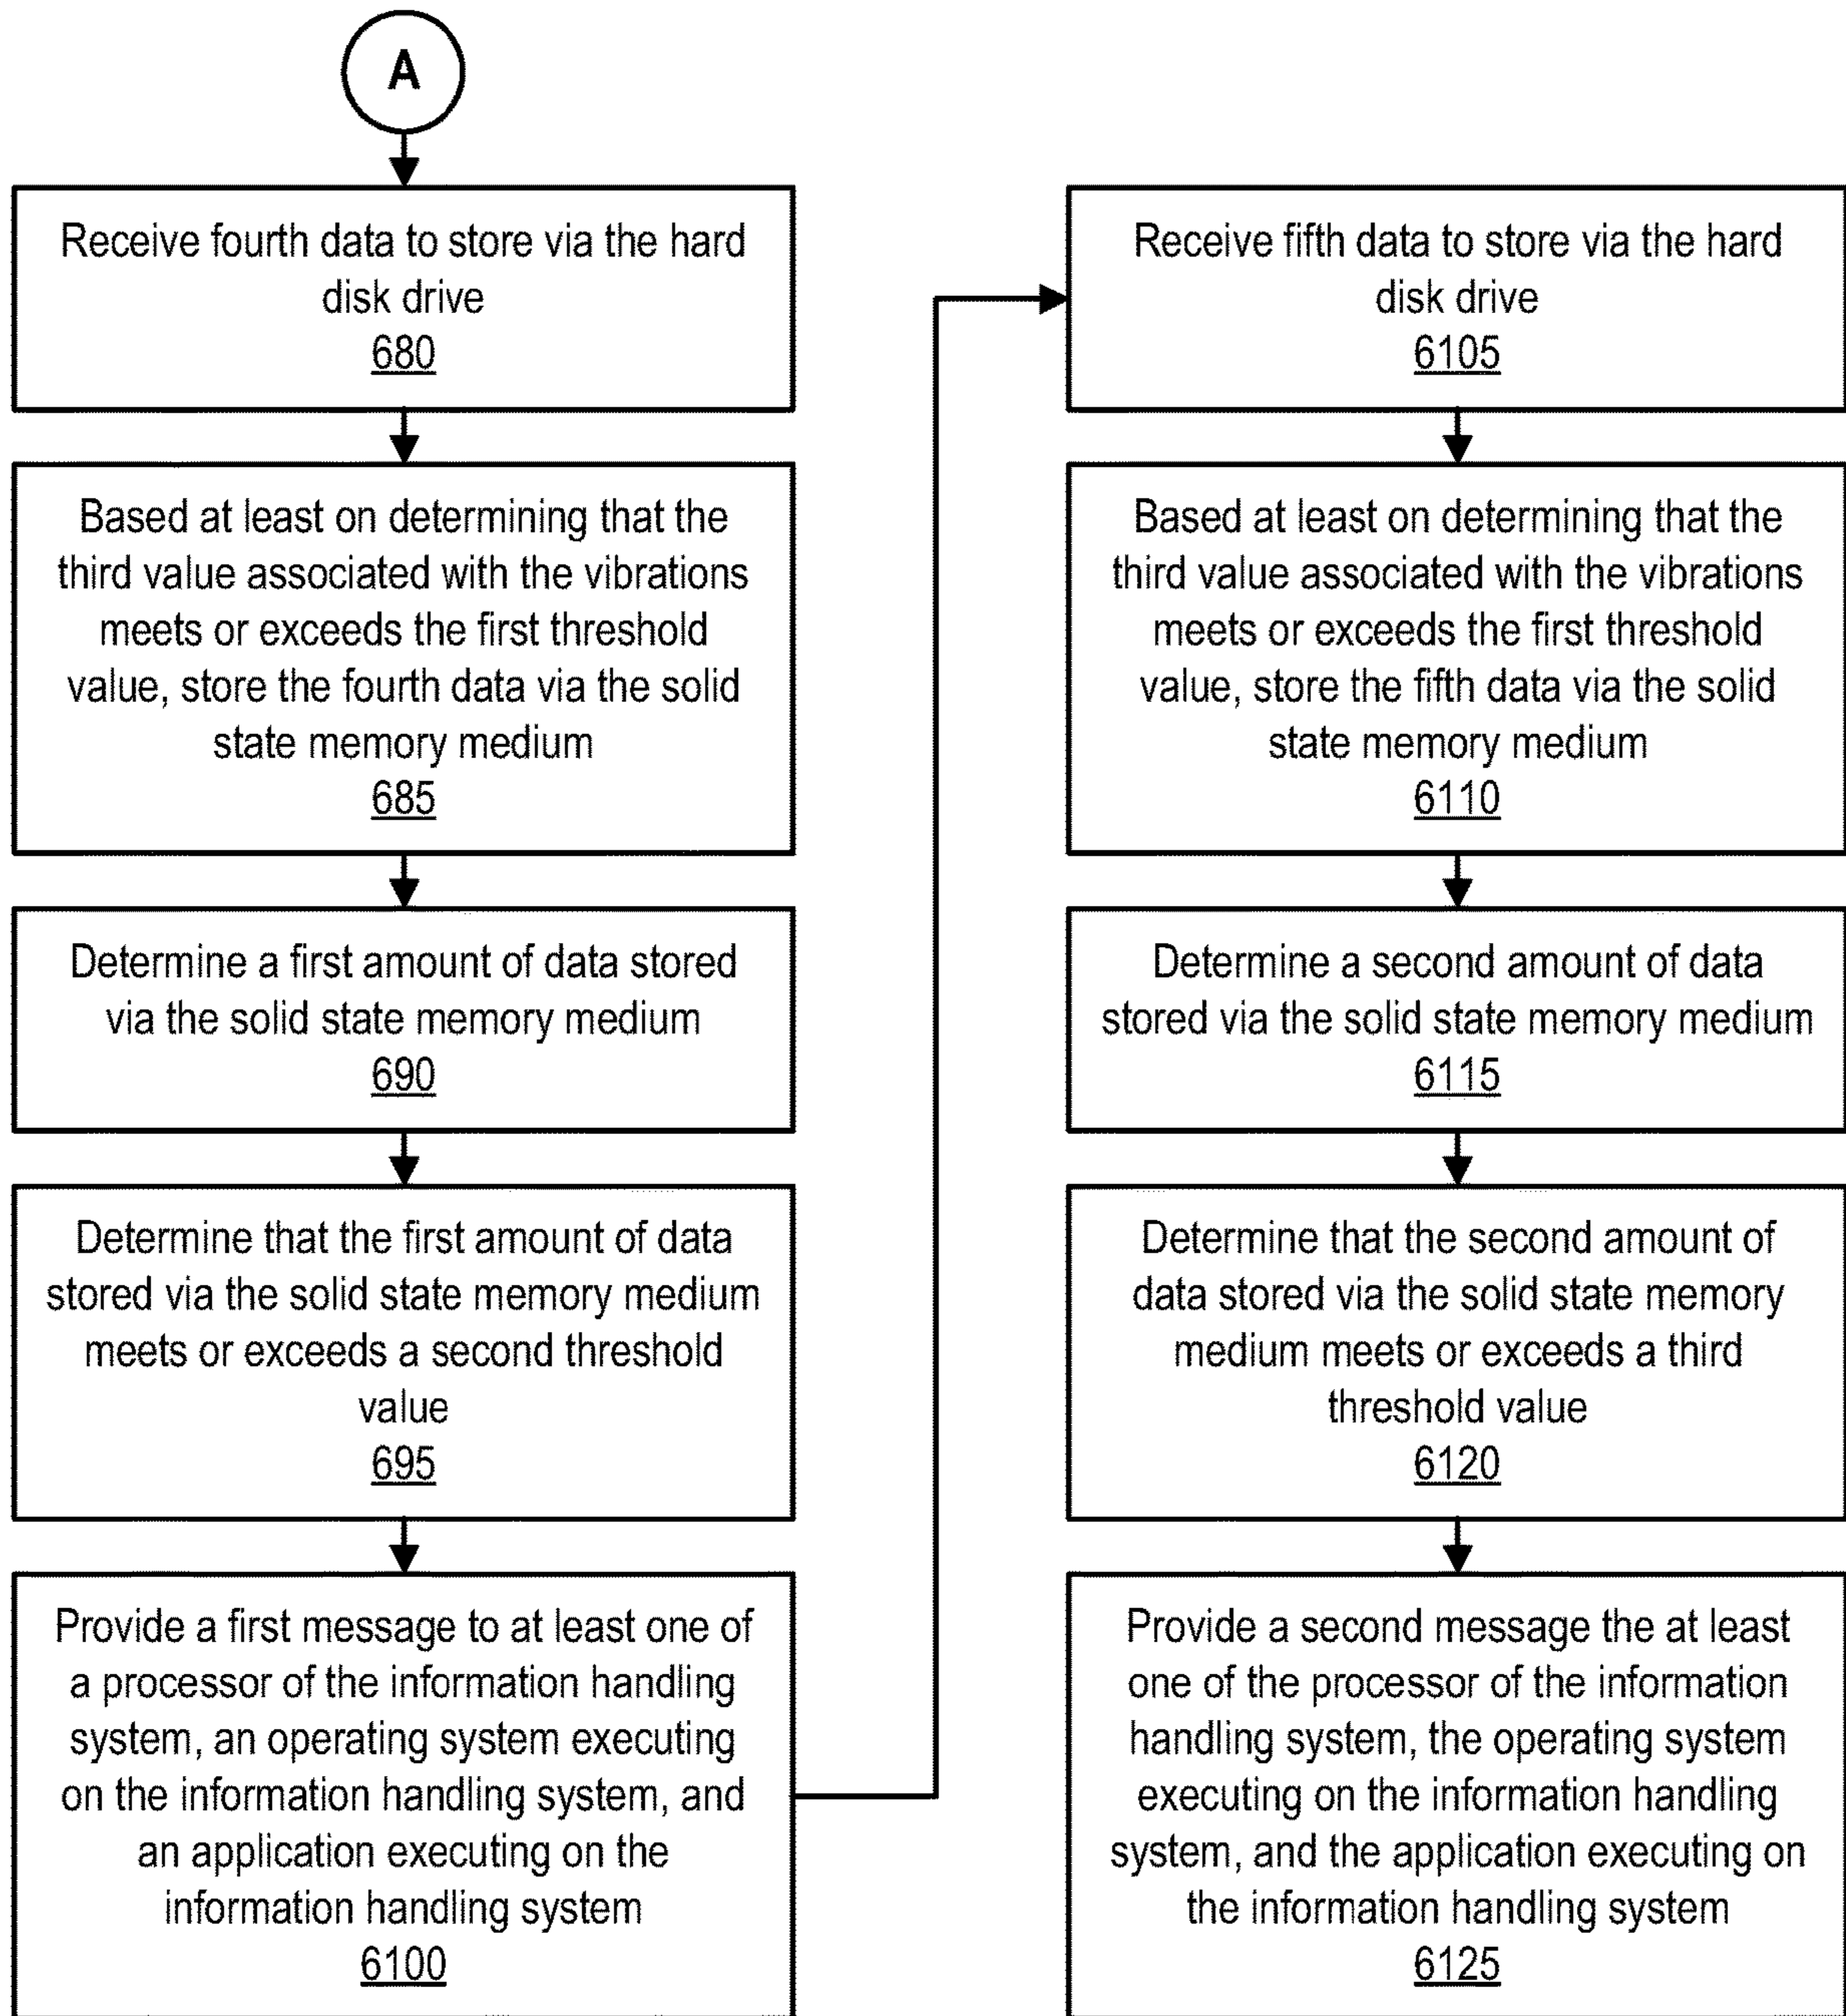 A
Receive fourth data to store via the hard
disk drive
680
Based at least on determining that the
third value associated with the vibrations
meets or exceeds the first threshold
value, store the fourth data via the solid
state memory medium
685
Determine a first amount of data stored
via the solid state memory medium
690
Determine that the first amount of data
stored via the solid state memory medium
meets or exceeds a second threshold
value
695
Provide a first message to at least one of
a processor of the information handling
system, an operating system executing
on the information handling system, and
an application executing on the
information handling system
6100
Receive fifth data to store via the hard
disk drive
6105
Based at least on determining that the
third value associated with the vibrations
meets or exceeds the first threshold
value, store the fifth data via the solid
state memory medium
6110
Determine a second amount of data
stored via the solid state memory medium
6115
Determine that the second amount of
data stored via the solid state memory
medium meets or exceeds a third
threshold value
6120
Provide a second message the at least
one of the processor of the information
handling system, the operating system
executing on the information handling
system, and the application executing on
the information handling system
6125